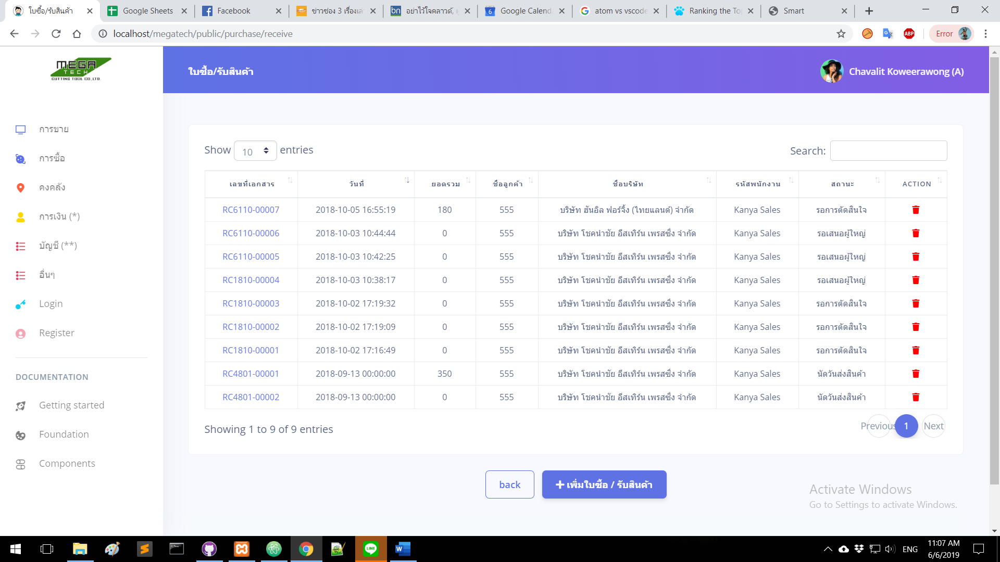 ใบซื้อ/รับสินค้า
Google Sheets
Facebook
ข่าวช่อง 3 เรื่องเล่
อย่าไว้ใจคลาวด์,
Google Calend
atom vs vscode
Ranking the To
Smart
localhost/megatech/public/purchase/receive
ABP
Error
MEGA
TECH
CUTTING TOOL CO.,LTD.
ใบซื้อ/รับสินค้า
Chavalit Koweerawong (A)
การขาย
การซื้อ
คงคลัง
การเงิน (*)
บัญชี (**)
อื่นๆ
Login
Register
DOCUMENTATION
Getting started
Foundation
Components
Show 10 entries
Search:
เลขที่เอกสาร วันที่ ยอดรวม ชื่อลูกค้า ชื่อบริษัท รหัสพนักงาน สถานะ ACTION
RC6110-00007 2018-10-05 16:55:19 180 555 บริษัท ฮันอิล ฟอร์จิ้ง (ไทยแลนด์) จำกัด Kanya Sales รอการตัดสินใจ
RC6110-00006 2018-10-03 10:44:44 0 555 บริษัท โชคนำชัย อีสเทิร์น เพรสซิ่ง จำกัด Kanya Sales รอเสนอผู้ใหญ่
RC6110-00005 2018-10-03 10:42:25 0 555 บริษัท โชคนำชัย อีสเทิร์น เพรสซิ่ง จำกัด Kanya Sales รอเสนอผู้ใหญ่
RC1810-00004 2018-10-03 10:38:17 0 555 บริษัท โชคนำชัย อีสเทิร์น เพรสซิ่ง จำกัด Kanya Sales รอเสนอผู้ใหญ่
RC1810-00003 2018-10-02 17:19:32 0 555 บริษัท โชคนำชัย อีสเทิร์น เพรสซิ่ง จำกัด Kanya Sales รอการตัดสินใจ
RC1810-00002 2018-10-02 17:19:09 0 555 บริษัท โชคนำชัย อีสเทิร์น เพรสซิ่ง จำกัด Kanya Sales รอการตัดสินใจ
RC1810-00001 2018-10-02 17:16:49 0 555 บริษัท โชคนำชัย อีสเทิร์น เพรสซิ่ง จำกัด Kanya Sales รอการตัดสินใจ
RC4801-00001 2018-09-13 00:00:00 350 555 บริษัท โชคนำชัย อีสเทิร์น เพรสซิ่ง จำกัด Kanya Sales นัดวันส่งสินค้า
RC4801-00002 2018-09-13 00:00:00 0 555 บริษัท โชคนำชัย อีสเทิร์น เพรสซิ่ง จำกัด Kanya Sales นัดวันส่งสินค้า
Showing 1 to 9 of 9 entries
Previous 1 Next
back
เพิ่มใบซื้อ / รับสินค้า
Activate Windows
Go to Settings to activate Windows.
ENG
11:07 AM
6/6/2019